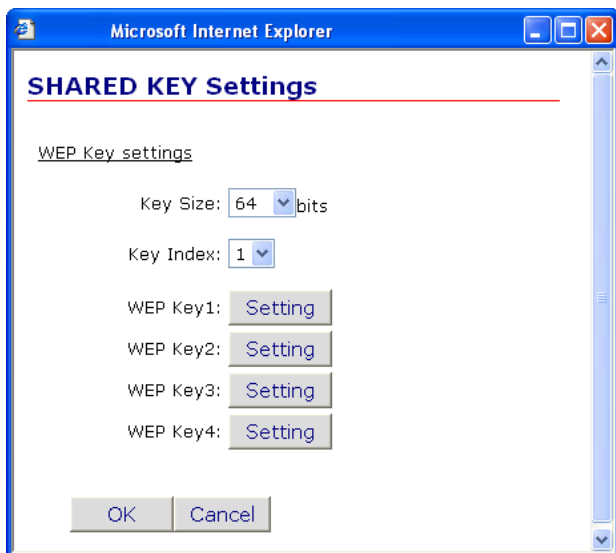 Microsoft Internet Explorer
SHARED KEY Settings
WEP Key settings
Key Size: 64 bits
Key Index: 1
WEP Key1: Setting
WEP Key2: Setting
WEP Key3: Setting
WEP Key4: Setting
OK Cancel